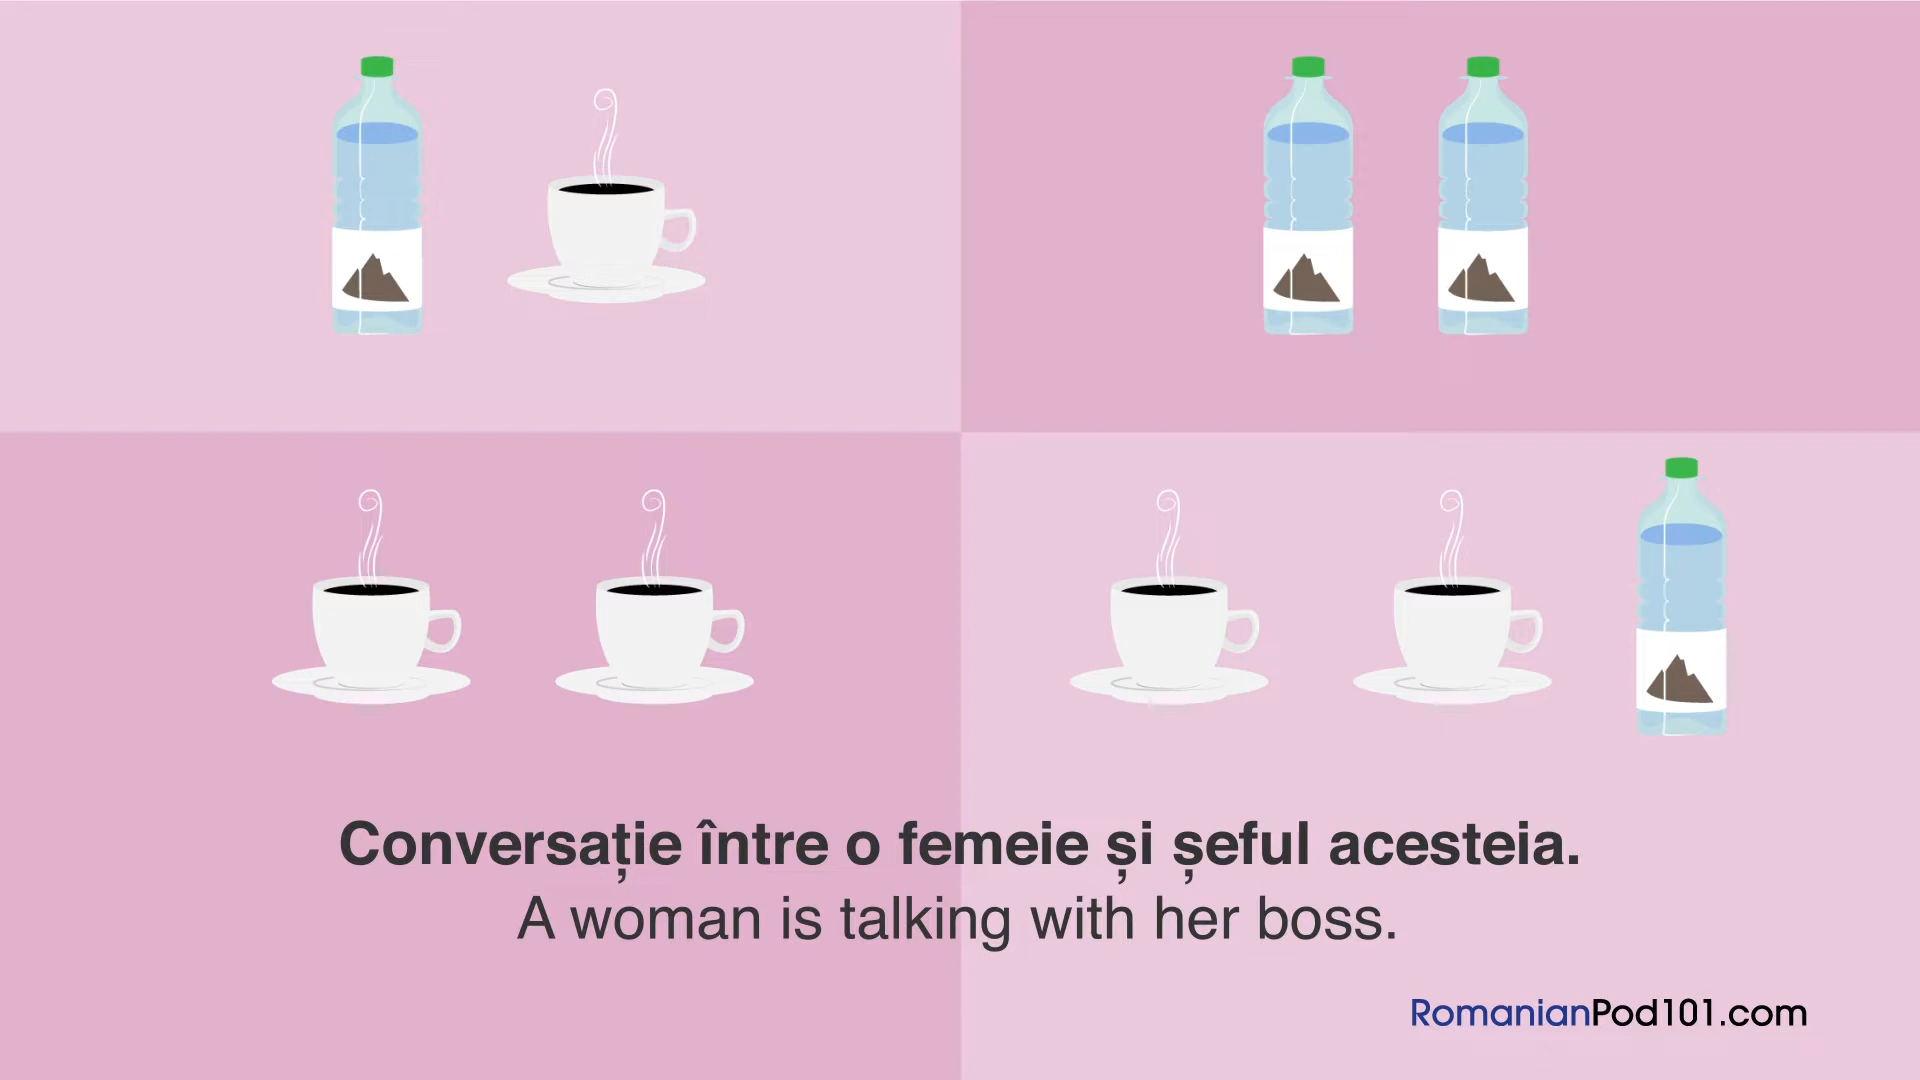 Conversație între o femeie și șeful acesteia.
A woman is talking with her boss.
RomanianPod101.com